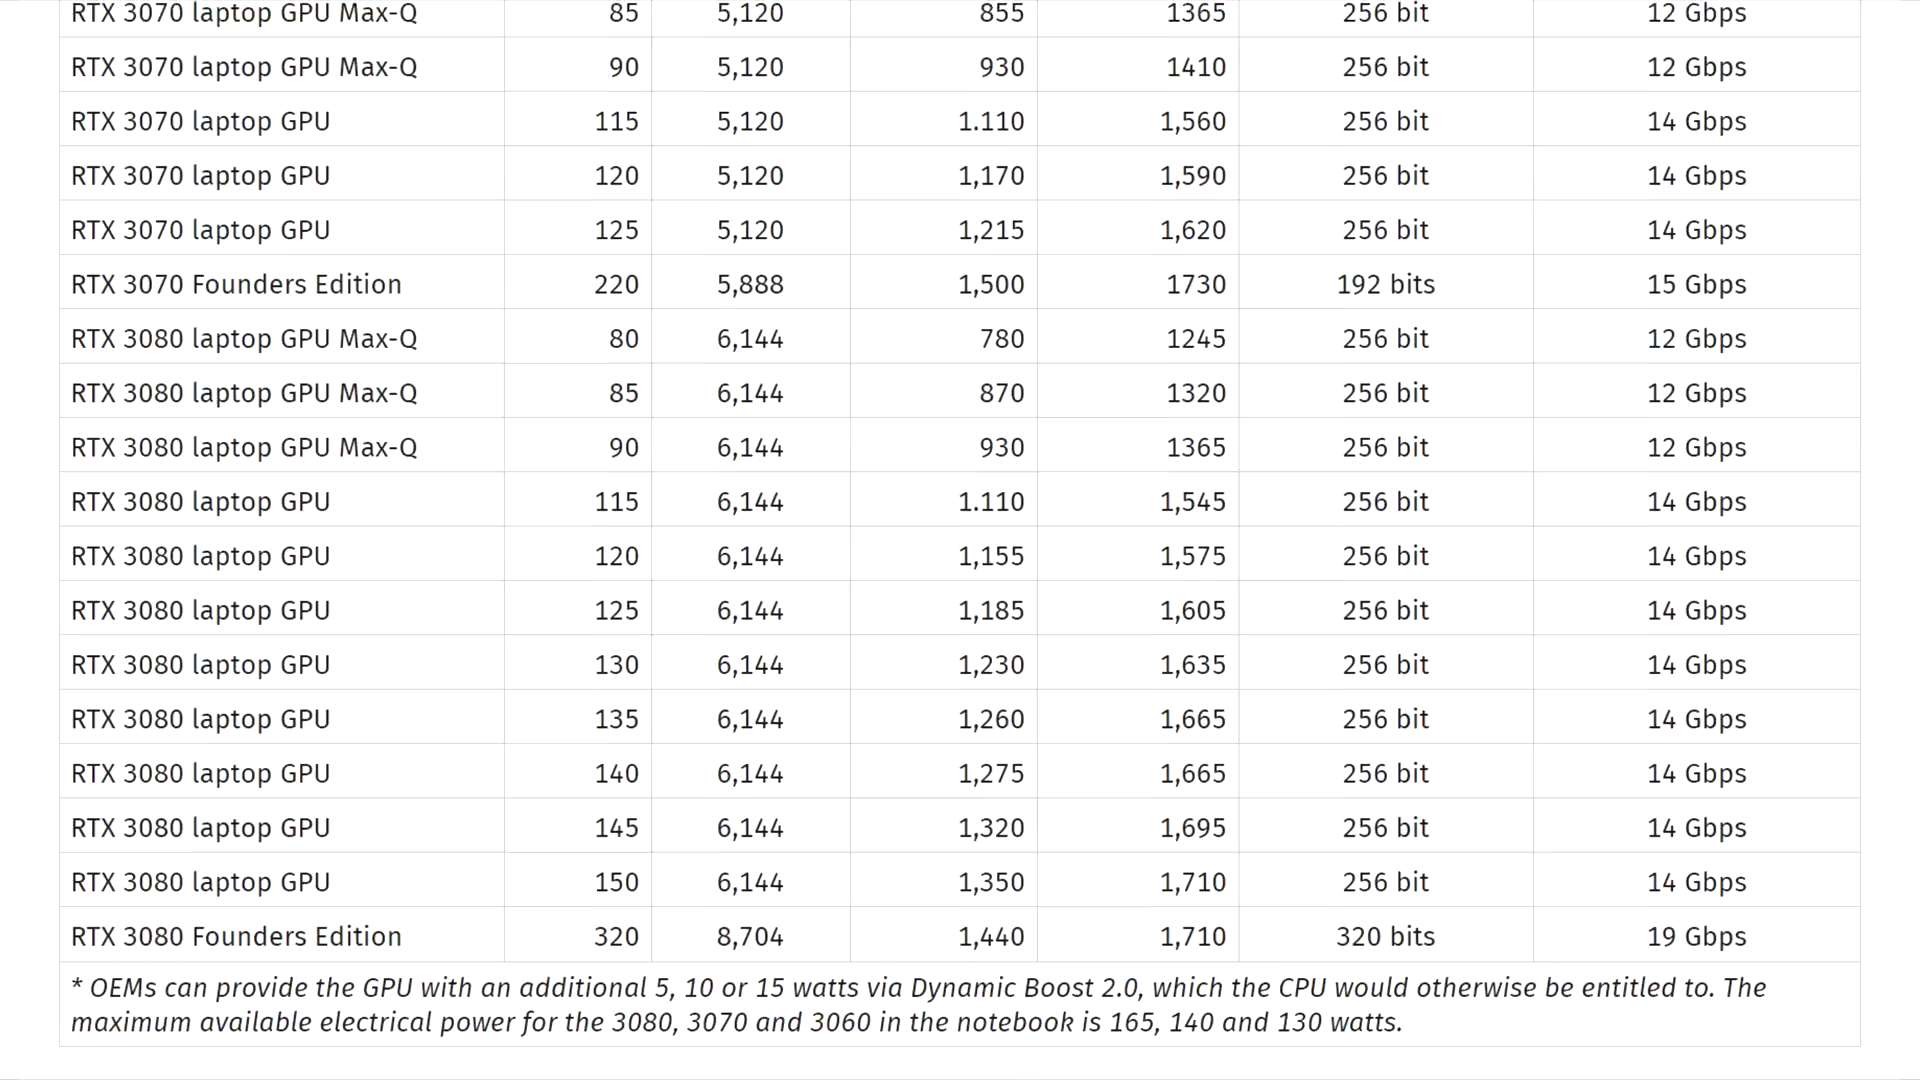 RTX 3070 laptop GPU Max-Q 85 5,120 855 1365 256 bit 12 Gbps
RTX 3070 laptop GPU Max-Q 90 5,120 930 1410 256 bit 12 Gbps
RTX 3070 laptop GPU 115 5,120 1.110 1,560 256 bit 14 Gbps
RTX 3070 laptop GPU 120 5,120 1,170 1,590 256 bit 14 Gbps
RTX 3070 laptop GPU 125 5,120 1,215 1,620 256 bit 14 Gbps
RTX 3070 Founders Edition 220 5,888 1,500 1730 192 bits 15 Gbps
RTX 3080 laptop GPU Max-Q 80 6,144 780 1245 256 bit 12 Gbps
RTX 3080 laptop GPU Max-Q 85 6,144 870 1320 256 bit 12 Gbps
RTX 3080 laptop GPU Max-Q 90 6,144 930 1365 256 bit 12 Gbps
RTX 3080 laptop GPU 115 6,144 1.110 1,545 256 bit 14 Gbps
RTX 3080 laptop GPU 120 6,144 1,155 1,575 256 bit 14 Gbps
RTX 3080 laptop GPU 125 6,144 1,185 1,605 256 bit 14 Gbps
RTX 3080 laptop GPU 130 6,144 1,230 1,635 256 bit 14 Gbps
RTX 3080 laptop GPU 135 6,144 1,260 1,665 256 bit 14 Gbps
RTX 3080 laptop GPU 140 6,144 1,275 1,665 256 bit 14 Gbps
RTX 3080 laptop GPU 145 6,144 1,320 1,695 256 bit 14 Gbps
RTX 3080 laptop GPU 150 6,144 1,350 1,710 256 bit 14 Gbps
RTX 3080 Founders Edition 320 8,704 1,440 1,710 320 bits 19 Gbps
* OEMs can provide the GPU with an additional 5, 10 or 15 watts via Dynamic Boost 2.0, which the CPU would otherwise be entitled to. The
maximum available electrical power for the 3080, 3070 and 3060 in the notebook is 165, 140 and 130 watts.